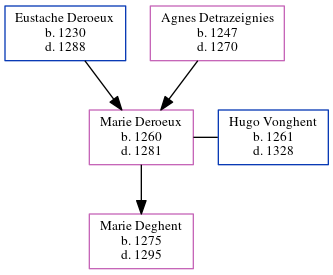 Eustache Deroeux
b. 1230
d. 1288
Agnes Detrazeignies
b. 1247
d. 1270
Marie Deroeux
b. 1260
d. 1281
Hugo Vonghent
b. 1261
d. 1328
Marie Deghent
b. 1275
d. 1295